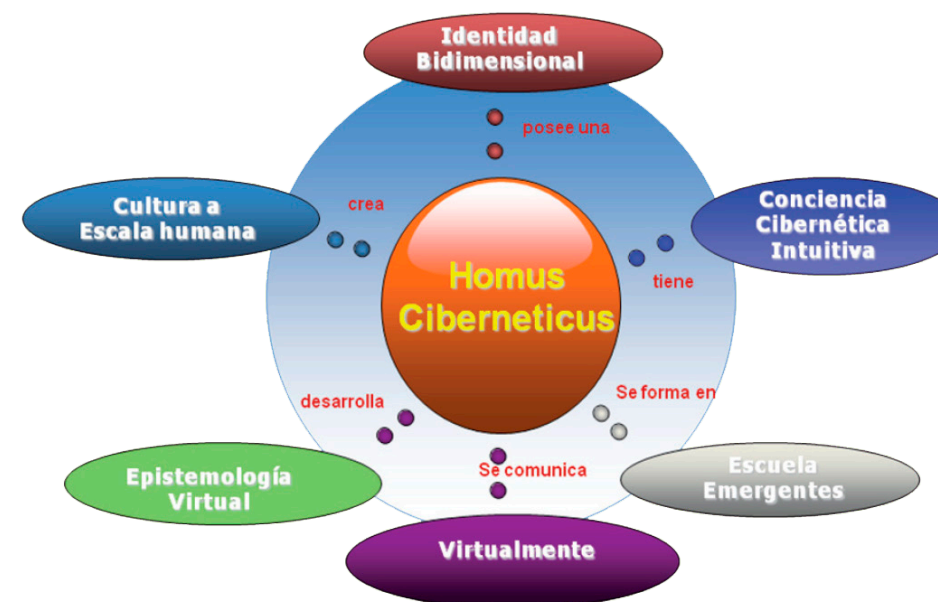 Identidad
Bidimensional
posee una
Cultura a
Escala humana
crea
Conciencia
Cibernética
Intuitiva
tiene
Homus
Ciberneticus
desarrolla
Se forma en
Epistemología
Virtual
Se comunica
Escuela
Emergentes
Virtualmente